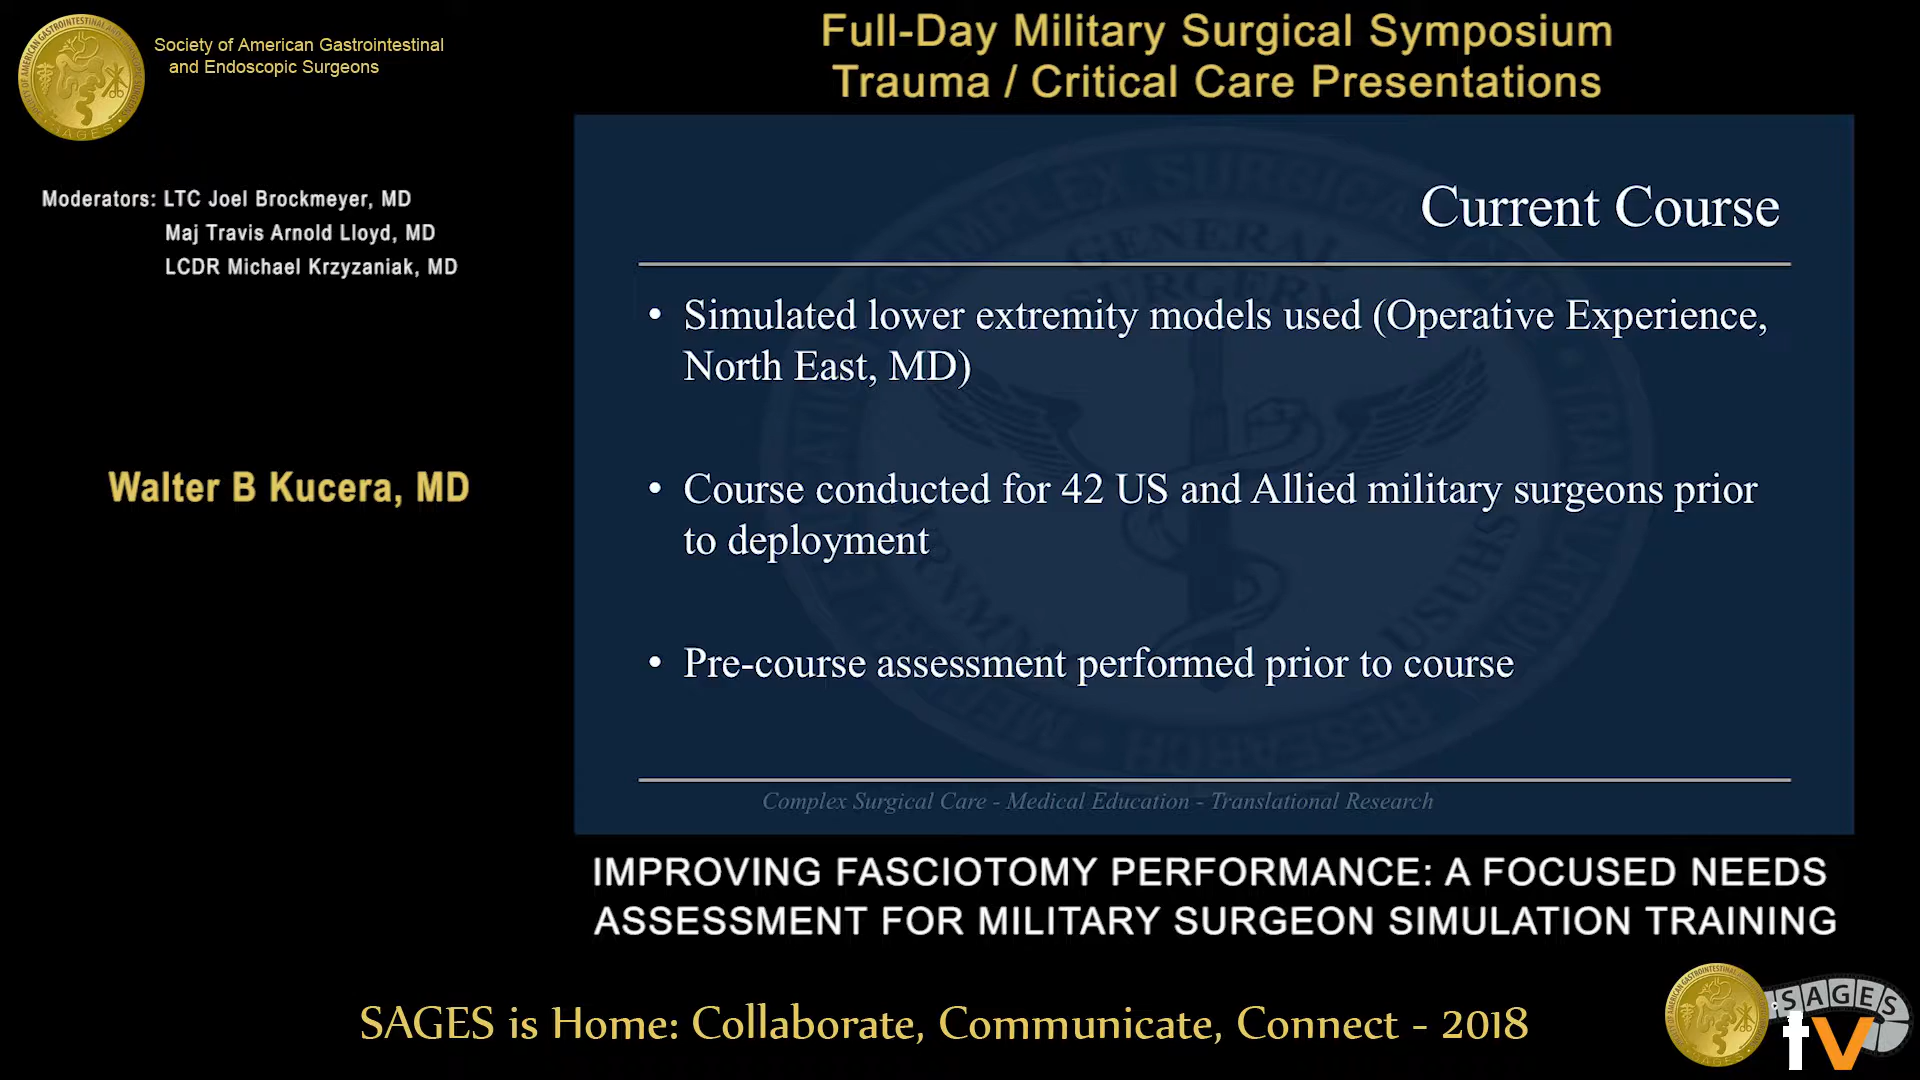 Society of American Gastrointestinal
and Endoscopic Surgeons
Full-Day Military Surgical Symposium
Trauma / Critical Care Presentations
Moderators: LTC Joel Brockmeyer, MD
Maj Travis Arnold Lloyd, MD
LCDR Michael Krzyzaniak, MD
Walter B Kucera, MD
Current Course
• Simulated lower extremity models used (Operative Experience,
North East, MD)
• Course conducted for 42 US and Allied military surgeons prior
to deployment
• Pre-course assessment performed prior to course
GENERAL
SURGERY
USUHS
Complex Surgical Care - Medical Education - Translational Research
IMPROVING FASCIOTOMY PERFORMANCE: A FOCUSED NEEDS
ASSESSMENT FOR MILITARY SURGEON SIMULATION TRAINING
SAGES is Home: Collaborate, Communicate, Connect - 2018
SAGES
tv